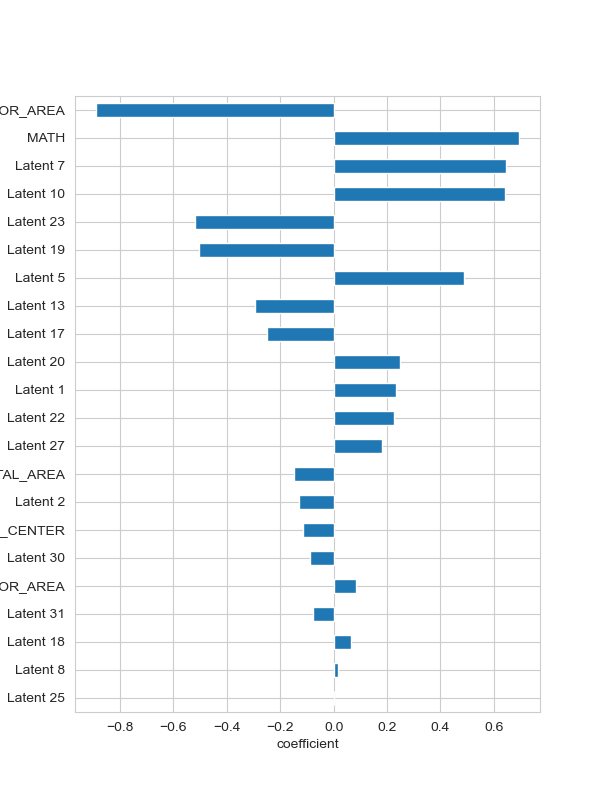 OR_AREA
MATH
Latent 7
Latent 10
Latent 23
Latent 19
Latent 5
Latent 13
Latent 17
Latent 20
Latent 1
Latent 22
Latent 27
TAL_AREA
Latent 2
_CENTER
Latent 30
OR_AREA
Latent 31
Latent 18
Latent 8
Latent 25
−0.8 −0.6 −0.4 −0.2 0.0 0.2 0.4 0.6
coefficient